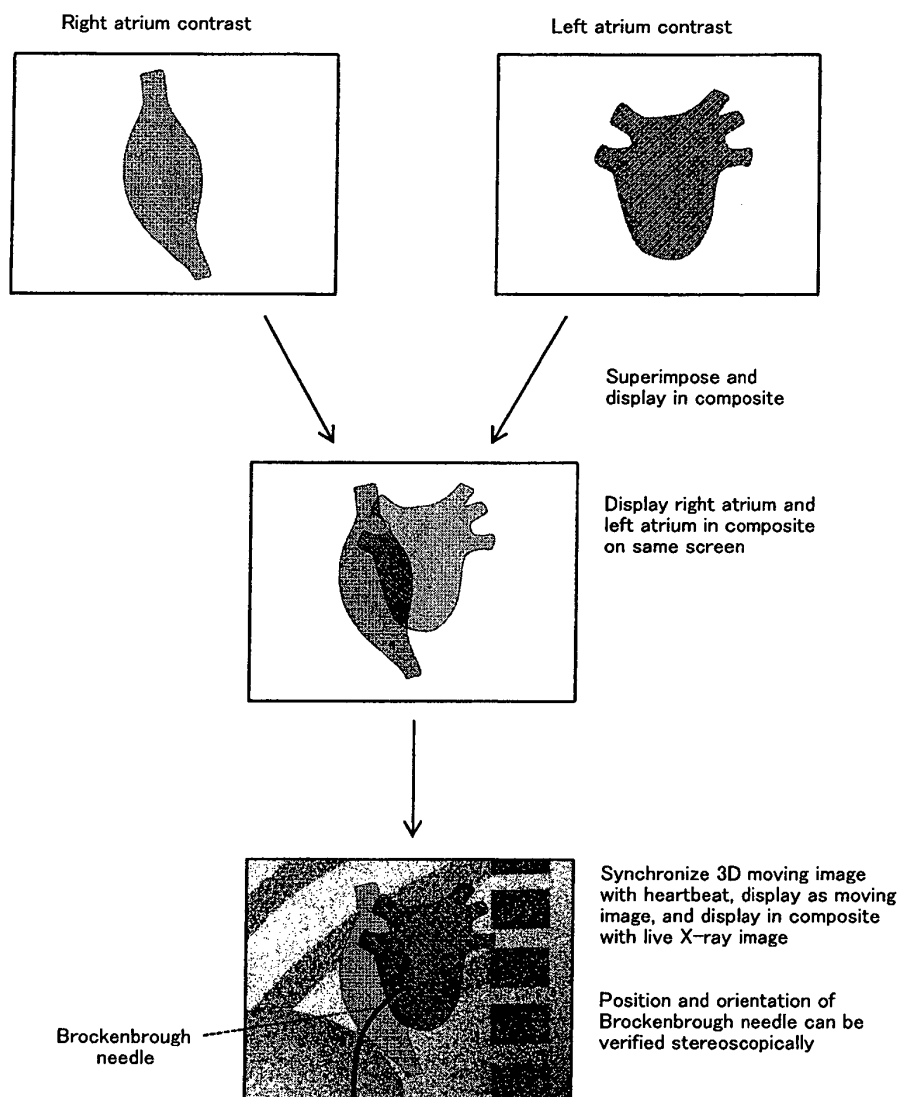 Right atrium contrast
Left atrium contrast
Superimpose and
display in composite
Display right atrium and
left atrium in composite
on same screen
Synchronize 3D moving image
with heartbeat, display as moving
image, and display in composite
with live X-ray image
Position and orientation of
Brockenbrough needle can be
verified stereoscopically
Brockenbrough
needle